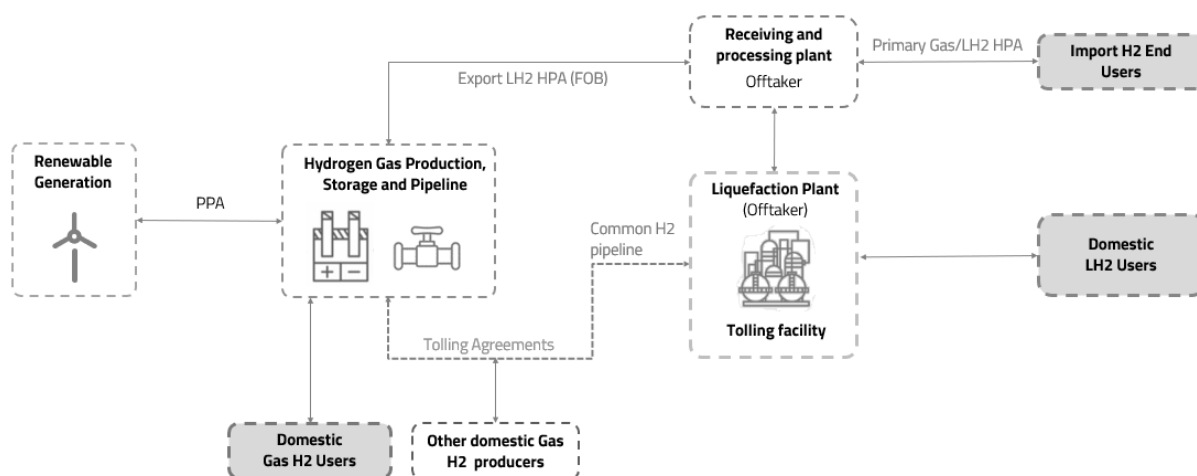 Receiving and
processing plant
Offtaker
Primary Gas/LH2 HPA
Import H2 End
Users
Export LH2 HPA (FOB)
Renewable
Generation
PPA
Hydrogen Gas Production,
Storage and Pipeline
Liquefaction Plant
(Offtaker)
Common H2
pipeline
Tolling facility
Domestic
LH2 Users
Tolling Agreements
Domestic
Gas H2 Users
Other domestic Gas
H2 producers